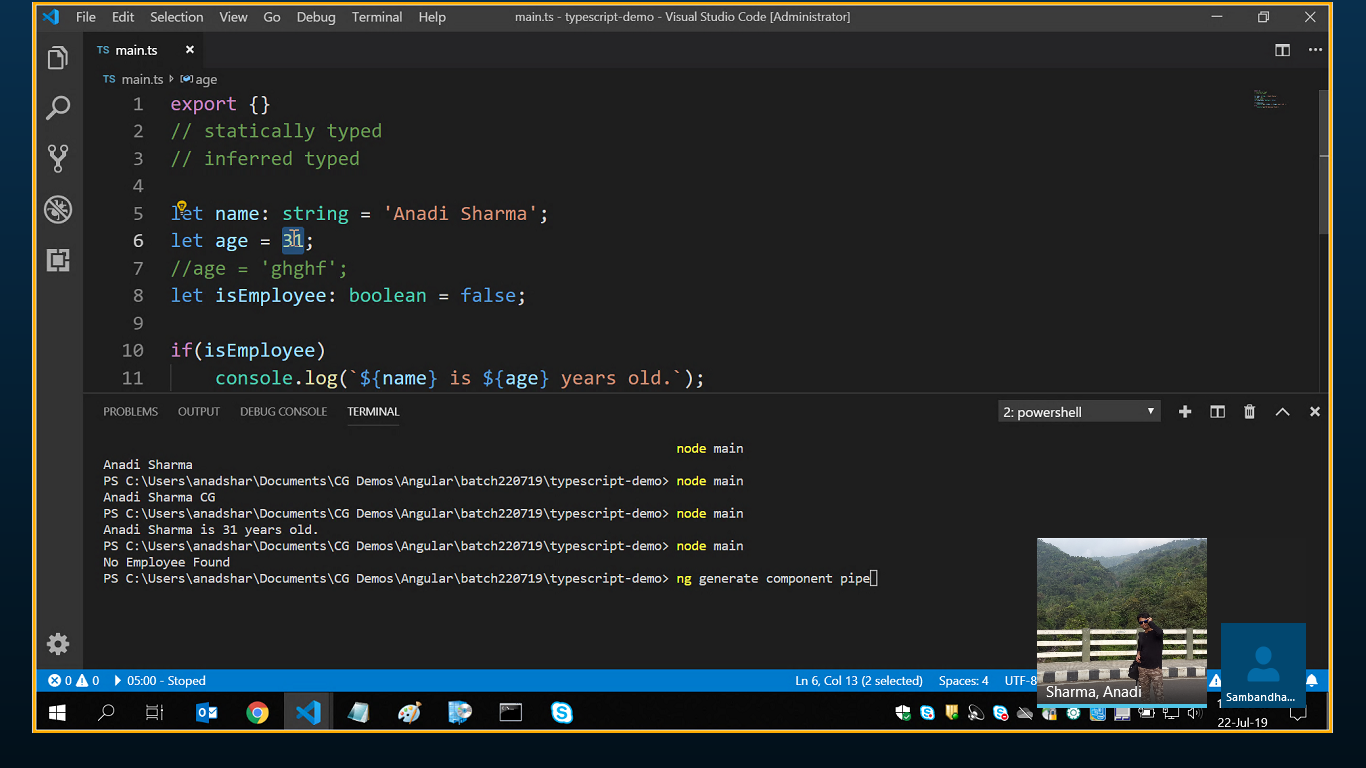 File Edit Selection View Go Debug Terminal Help
main.ts - typescript-demo - Visual Studio Code [Administrator]
TS main.ts ×
TS main.ts age
1 export {}
2 // statically typed
3 // inferred typed
4
5 let name: string = 'Anadi Sharma';
6 let age = 31;
7 //age = 'ghghf';
8 let isEmployee: boolean = false;
9
10 if(isEmployee)
11 console.log(`${name} is ${age} years old.`);
PROBLEMS OUTPUT DEBUG CONSOLE TERMINAL
2: powershell
node main
Anadi Sharma
PS C:\Users\anadshar\Documents\CG Demos\Angular\batch220719\typescript-demo> node main
Anadi Sharma CG
PS C:\Users\anadshar\Documents\CG Demos\Angular\batch220719\typescript-demo> node main
Anadi Sharma is 31 years old.
PS C:\Users\anadshar\Documents\CG Demos\Angular\batch220719\typescript-demo> node main
No Employee Found
PS C:\Users\anadshar\Documents\CG Demos\Angular\batch220719\typescript-demo> ng generate component pipe
Sharma, Anadi
Sambandha...
0 0 05:00 - Stoped
Ln 6, Col 13 (2 selected) Spaces: 4 UTF-8
22-Jul-19